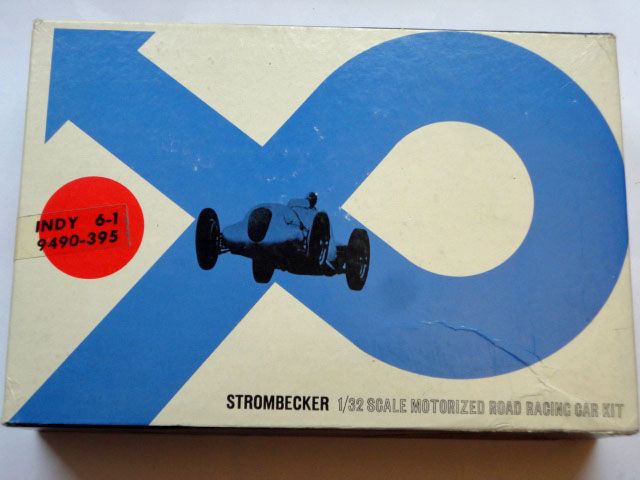 INDY 6-1
9490-395
STROMBECKER 1/32 SCALE MOTORIZED ROAD RACING CAR KIT